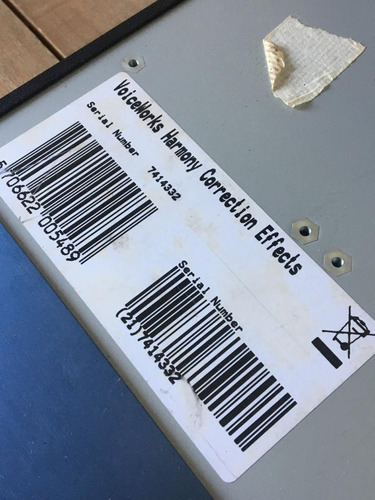 VoiceWorks Harmony Correction Effects
Serial Number 7414332
5 706622 005489
Serial Number
(21)7414332